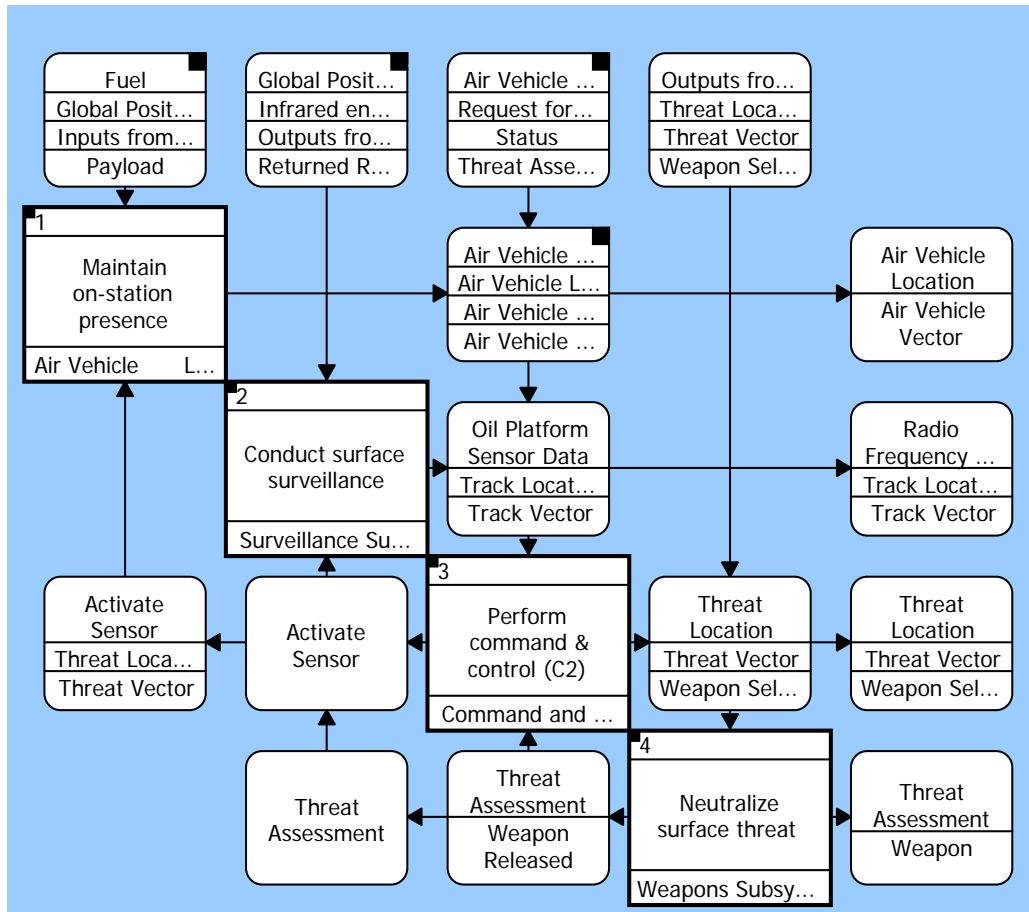 Fuel
Global Posit...
Inputs from...
Payload
Global Posit...
Infrared en...
Outputs fro...
Returned R...
Air Vehicle ...
Request for...
Status
Threat Asse...
Outputs fro...
Threat Loca...
Threat Vector
Weapon Sel...
1
Maintain
on-station
presence
Air Vehicle L...
Air Vehicle ...
Air Vehicle L...
Air Vehicle ...
Air Vehicle ...
Air Vehicle
Location
Air Vehicle
Vector
2
Conduct surface
surveillance
Surveillance Su...
Oil Platform
Sensor Data
Track Locat...
Track Vector
Radio
Frequency ...
Track Locat...
Track Vector
Activate
Sensor
Threat Loca...
Threat Vector
Activate
Sensor
3
Perform
command &
control (C2)
Command and ...
Threat
Location
Threat Vector
Weapon Sel...
Threat
Location
Threat Vector
Weapon Sel...
Threat
Assessment
Threat
Assessment
Weapon
Released
4
Neutralize
surface threat
Weapons Subsy...
Threat
Assessment
Weapon